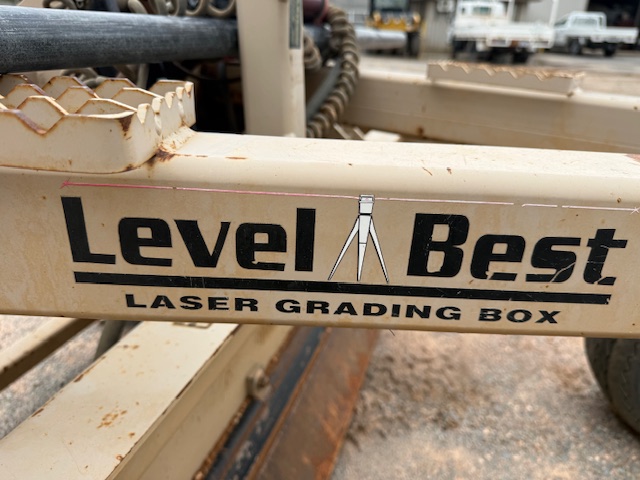 Level Best
LASER GRADING BOX